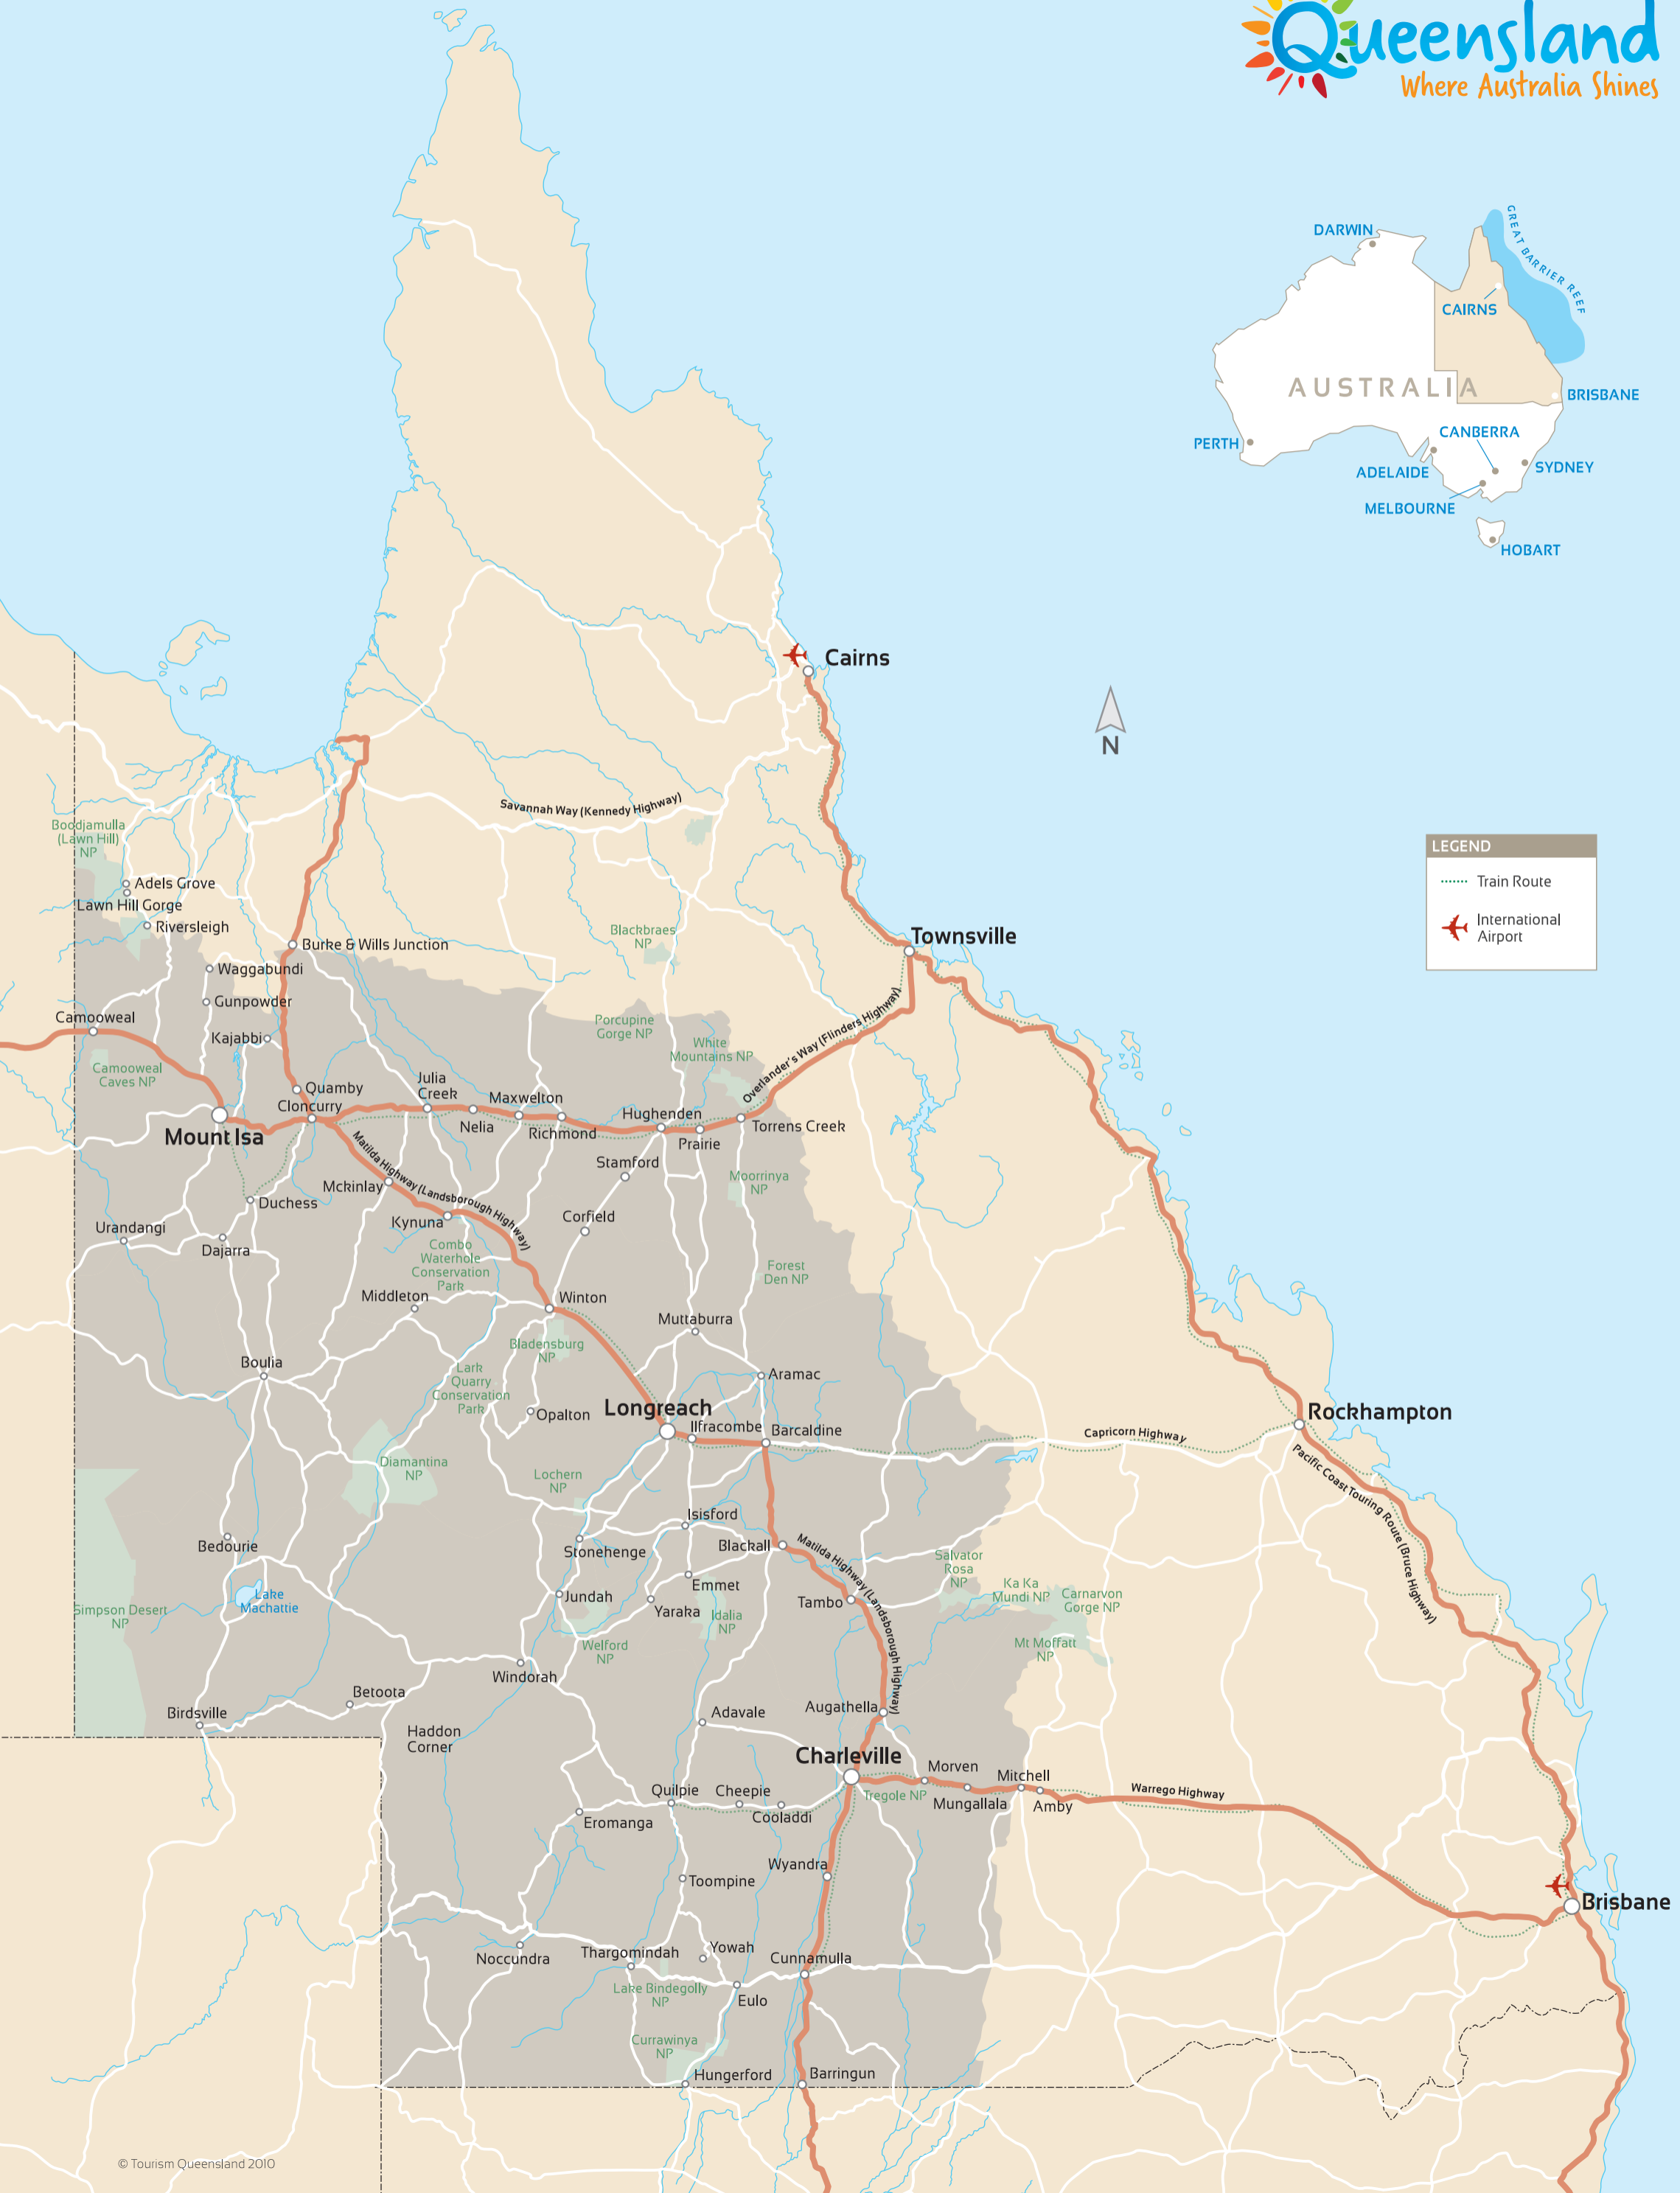 Queensland
Where Australia Shines
DARWIN
GREAT BARRIER REEF
CAIRNS
AUSTRALIA
BRISBANE
CANBERRA
PERTH
ADELAIDE
SYDNEY
MELBOURNE
HOBART
Cairns
N
Savannah Way (Kennedy Highway)
Boodjamulla
(Lawn Hill)
NP
LEGEND
Train Route
International
Airport
Adels Grove
Lawn Hill Gorge
Riversleigh
Blackbraes
NP
Townsville
Burke & Wills Junction
Waggabundi
Gunpowder
Camooweal
Kajabbi
Porcupine
Gorge NP
White
Mountains NP
Overlander's Way (Flinders Highway)
Camooweal
Caves NP
Quamby
Cloncurry
Julia
Creek
Maxwelton
Hughenden
Mount Isa
Nelia
Richmond
Prairie
Torrens Creek
Matilda Highway (Landsborough Highway)
Stamford
Mckinlay
Moorrinya
NP
Duchess
Urandangi
Kynuna
Corfield
Dajarra
Combo
Waterhole
Conservation
Park
Forest
Den NP
Middleton
Winton
Muttaburra
Bladensburg
NP
Boulia
Lark
Quarry
Conservation
Park
Aramac
Longreach
Opalton
Ilfracombe
Barcaldine
Rockhampton
Capricorn Highway
Pacific Coast Touring Route (Bruce Highway)
Diamantina
NP
Lochern
NP
Isisford
Bedourie
Stonehenge
Blackall
Matilda Highway (Landsborough Highway)
Salvator
Rosa
NP
Lake
Machattie
Simpson Desert
NP
Jundah
Emmet
Yaraka
Idalia
NP
Tambo
Ka Ka
Mundi NP
Carnarvon
Gorge NP
Welford
NP
Mt Moffatt
NP
Windorah
Betoota
Birdsville
Haddon
Corner
Adavale
Augathella
Charleville
Morven
Mitchell
Quilpie
Cheepie
Tregole NP
Mungallala
Amby
Warrego Highway
Eromanga
Cooladdi
Wyandra
Toompine
Brisbane
Noccundra
Thargomindah
Yowah
Cunnamulla
Lake Bindegolly
NP
Eulo
Currawinya
NP
Hungerford
Barringun
© Tourism Queensland 2010